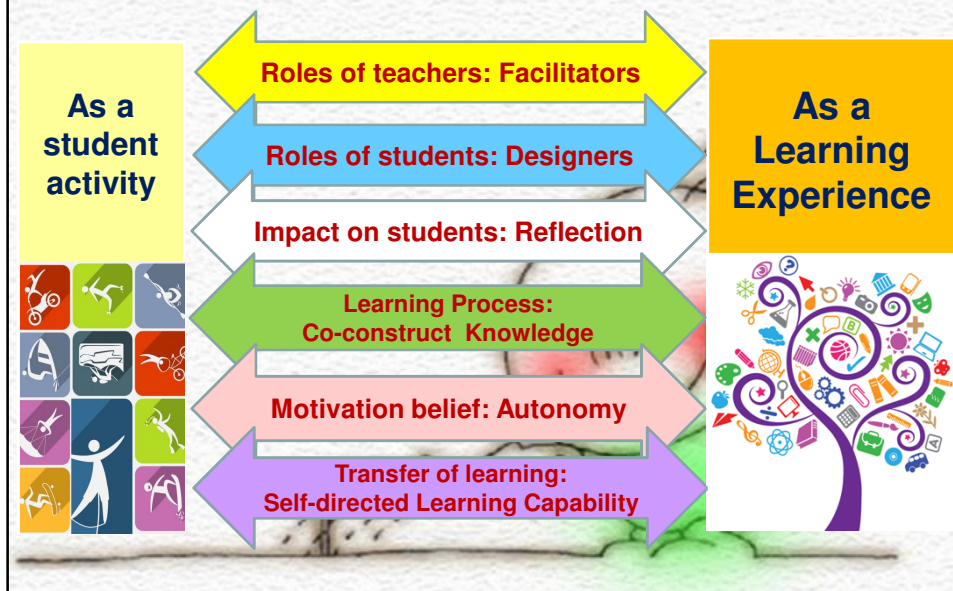 As a
student
activity
Roles of teachers: Facilitators
Roles of students: Designers
Impact on students: Reflection
Learning Process:
Co-construct Knowledge
Motivation belief: Autonomy
Transfer of learning:
Self-directed Learning Capability
As a
Learning
Experience